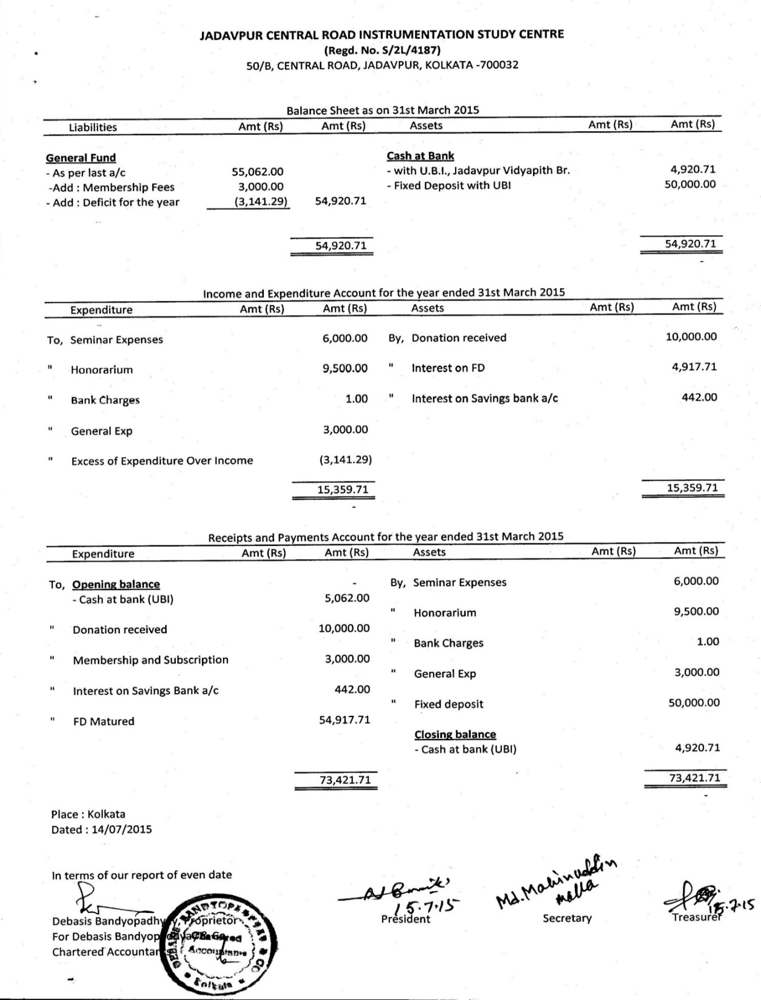 JADAVPUR CENTRAL ROAD INSTRUMENTATION STUDY CENTRE
(Regd. No. S/2L/4187)
50/B, CENTRAL ROAD, JADAVPUR, KOLKATA -700032
Balance Sheet as on 31st March 2015
Liabilities Amt (Rs) Amt (Rs) Assets Amt (Rs) Amt (Rs)
General Fund Cash at Bank
- As per last a/c 55,062.00 - with U.B.I., Jadavpur Vidyapith Br. 4,920.71
-Add : Membership Fees 3,000.00 - Fixed Deposit with UBI 50,000.00
- Add : Deficit for the year (3,141.29) 54,920.71
54,920.71 54,920.71
-
Income and Expenditure Account for the year ended 31st March 2015
Expenditure Amt (Rs) Amt (Rs) Assets Amt (Rs) Amt (Rs)
To, Seminar Expenses 6,000.00 By, Donation received 10,000.00
" Honorarium 9,500.00 " Interest on FD 4,917.71
" Bank Charges 1.00 " Interest on Savings bank a/c 442.00
" General Exp 3,000.00
" Excess of Expenditure Over Income (3,141.29)
15,359.71 15,359.71
-
Receipts and Payments Account for the year ended 31st March 2015
Expenditure Amt (Rs) Amt (Rs) Assets Amt (Rs) Amt (Rs)
To, Opening balance - By, Seminar Expenses 6,000.00
- Cash at bank (UBI) 5,062.00
" Honorarium 9,500.00
" Donation received 10,000.00
" Bank Charges 1.00
" Membership and Subscription 3,000.00
" General Exp 3,000.00
" Interest on Savings Bank a/c 442.00
" Fixed deposit 50,000.00
" FD Matured 54,917.71
Closing balance
- Cash at bank (UBI) 4,920.71
73,421.71 73,421.71
-
Place : Kolkata
Dated : 14/07/2015
In terms of our report of even date
Md. Mahinuddin
Molla
15.7.15 15.7.15
Debasis Bandyopadhy Proprietor President Secretary Treasurer
For Debasis Bandyop
Chartered Accountan
Chartered
Accountants
Kolkata